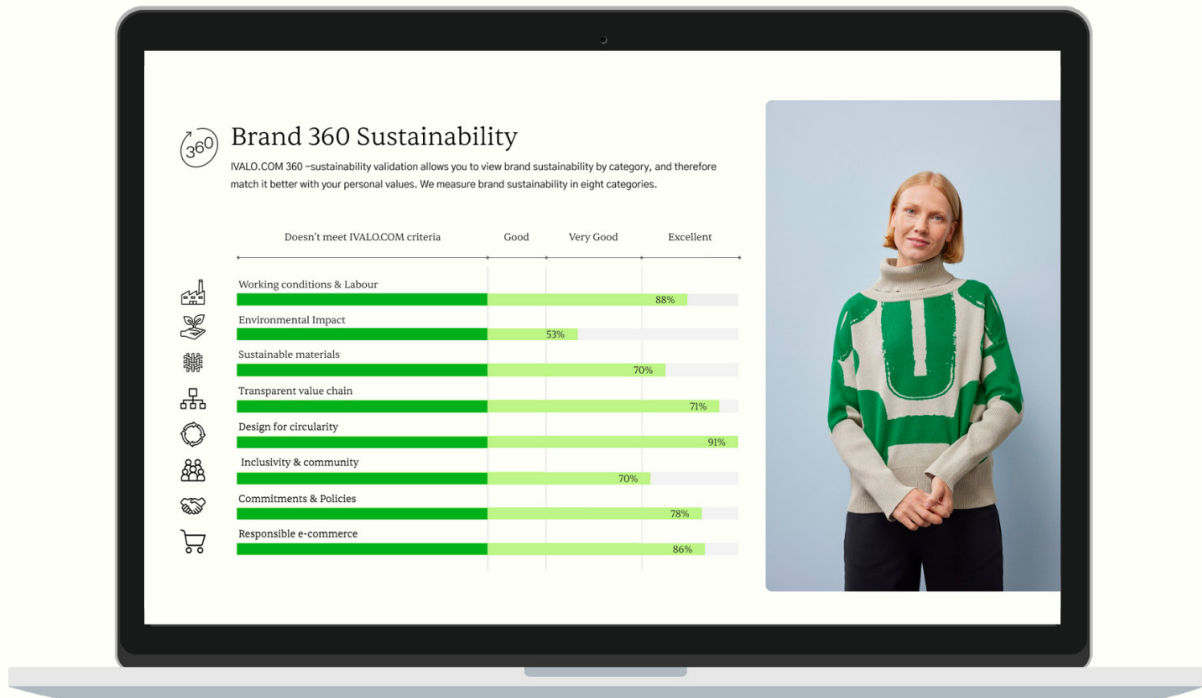 360
Brand 360 Sustainability
IVALO.COM 360 –sustainability validation allows you to view brand sustainability by category, and therefore
match it better with your personal values. We measure brand sustainability in eight categories.
Doesn't meet IVALO.COM criteria Good Very Good Excellent
Working conditions & Labour
88%
Environmental Impact
53%
Sustainable materials
70%
Transparent value chain
71%
Design for circularity
91%
Inclusivity & community
70%
Commitments & Policies
78%
Responsible e-commerce
86%